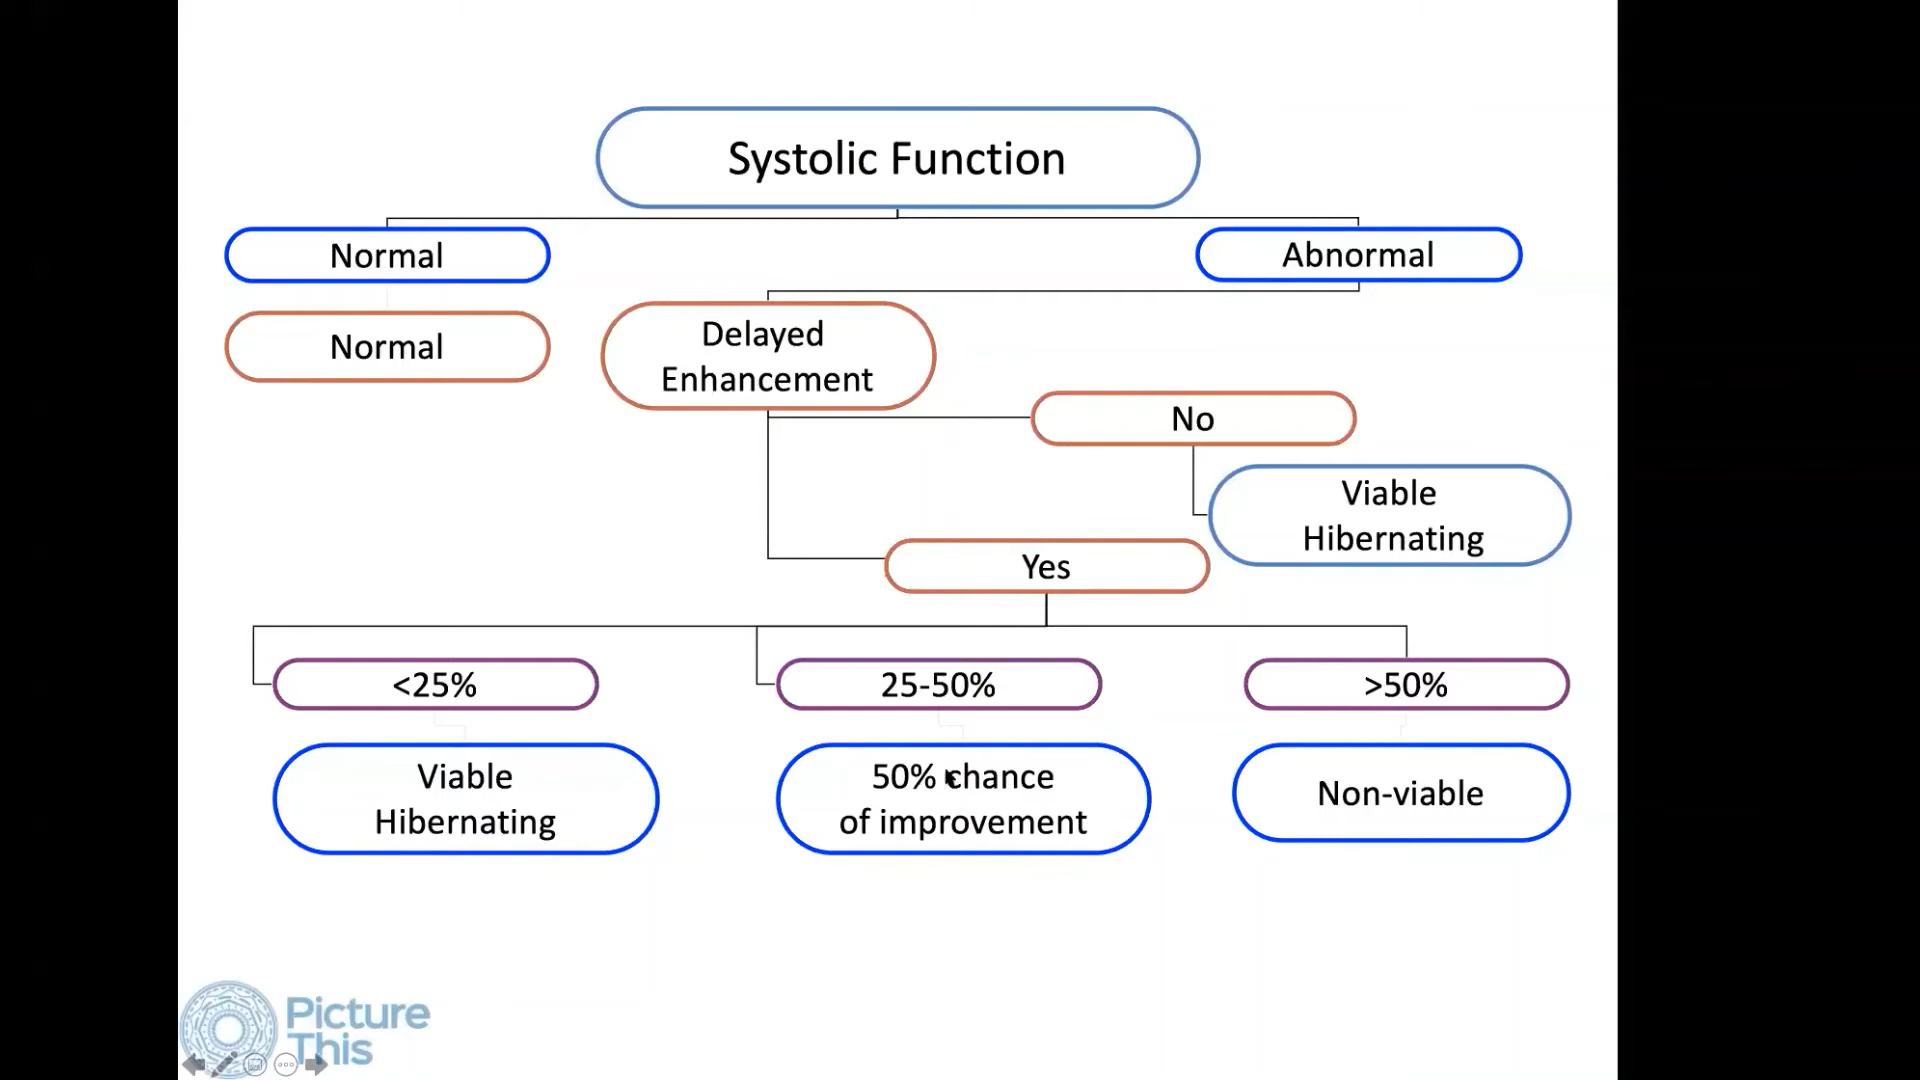 Systolic Function
Normal
Abnormal
Normal
Delayed
Enhancement
No
Viable
Hibernating
Yes
<25%
25-50%
>50%
Viable
Hibernating
50% chance
of improvement
Non-viable
Picture
This